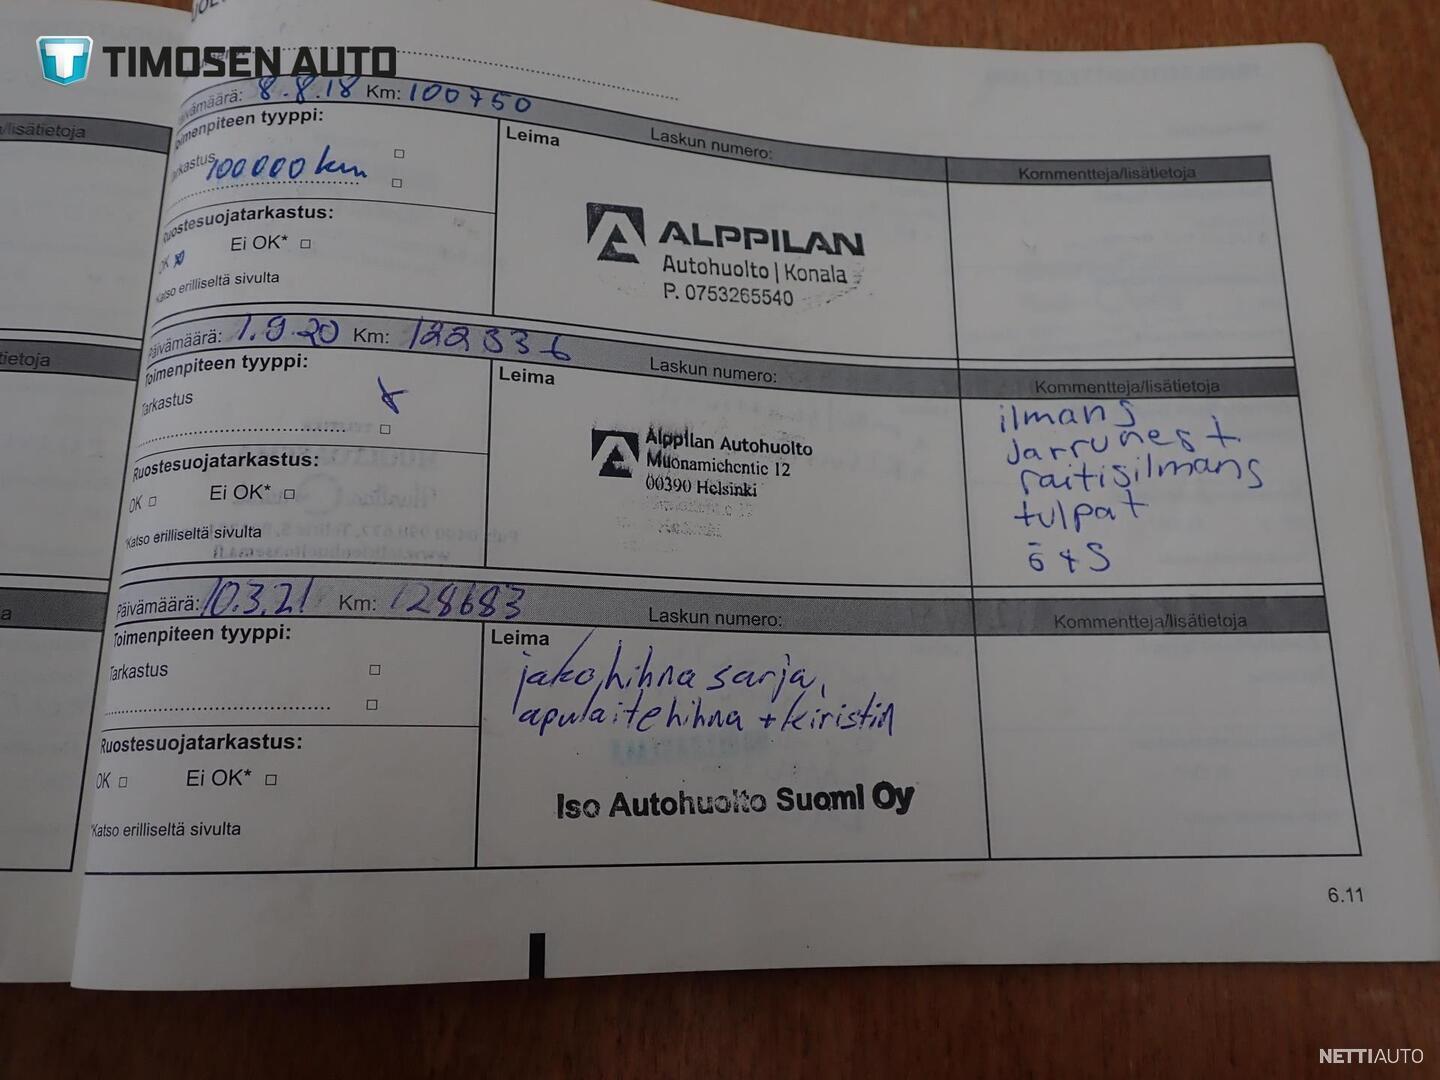 TIMOSEN AUTO
Päivämäärä: 8.8.18 Km: 100750
Toimenpiteen tyyppi:
Leima
Laskun numero:
Kommentteja/lisätietoja
Tarkastus
100000 km
Ruostesuojatarkastus:
OK
Ei OK*
*Katso erilliseltä sivulta
ALPPILAN
Autohuolto | Konala
P. 0753265540
/lisätietoja
Päivämäärä: 1.9.20 Km: 122336
Toimenpiteen tyyppi:
Leima
Laskun numero:
Kommentteja/lisätietoja
Tarkastus
Ruostesuojatarkastus:
OK
Ei OK*
*Katso erilliseltä sivulta
Alppilan Autohuolto
Muonamiehentie 12
00390 Helsinki
ilmans
Jarrunes +
raitisilmans
tulpat
ö + s
tietoja
Päivämäärä: 10.3.21 Km: 128683
Toimenpiteen tyyppi:
Leima
Laskun numero:
Kommentteja/lisätietoja
Tarkastus
Ruostesuojatarkastus:
OK
Ei OK*
*Katso erilliseltä sivulta
jakohihna sarja,
apulaitehihna + kiristin
Iso Autohuolto Suomi Oy
a
6.11
NETTIAUTO